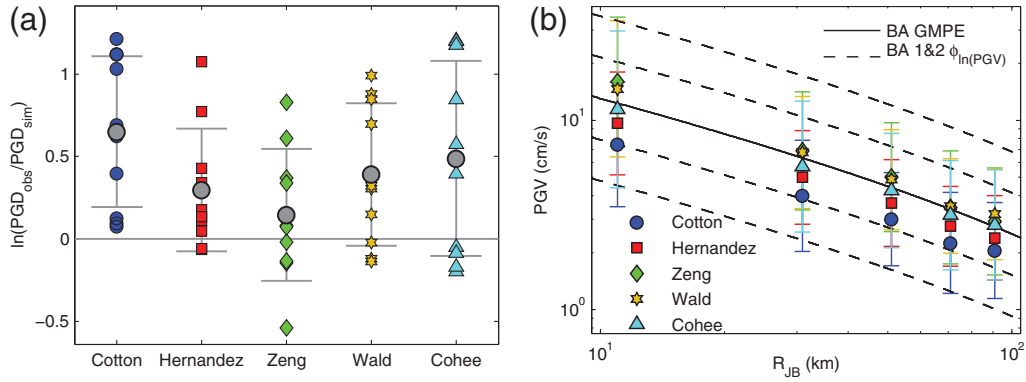 (a)
ln(PGD_obs/PGD_sim)
1
0.5
0
−0.5
Cotton Hernandez Zeng Wald Cohee
(b)
PGV (cm/s)
10^1
10^0
BA GMPE
BA 1&2 ϕ_ln(PGV)
Cotton
Hernandez
Zeng
Wald
Cohee
10^1 10^2
R_JB (km)